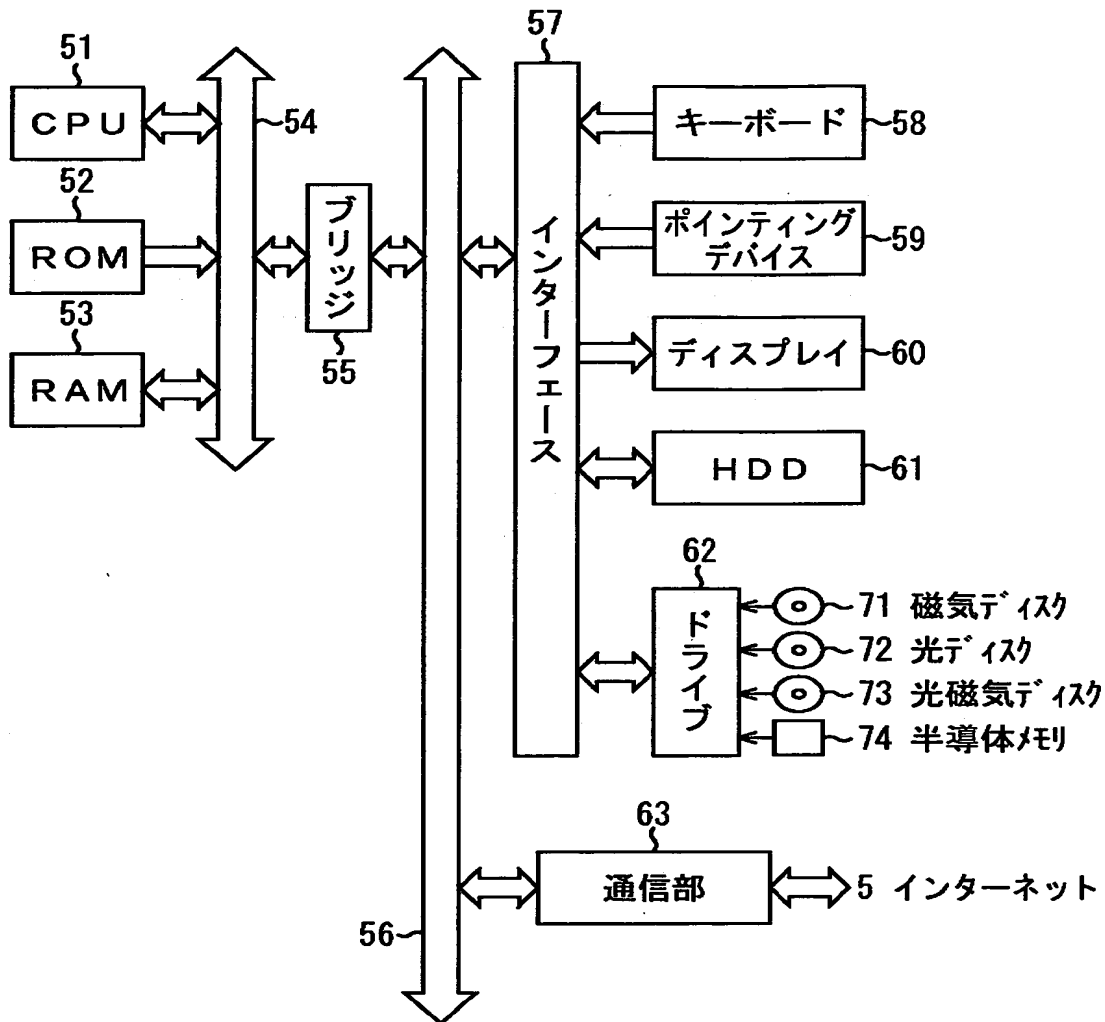 51
CPU
52
ROM
53
RAM
54
ブリッジ
55
56
57
インターフェース
キーボード
58
ポインティング
デバイス
59
ディスプレイ
60
HDD
61
62
ドライブ
71 磁気ディスク
72 光ディスク
73 光磁気ディスク
74 半導体メモリ
63
通信部
5 インターネット